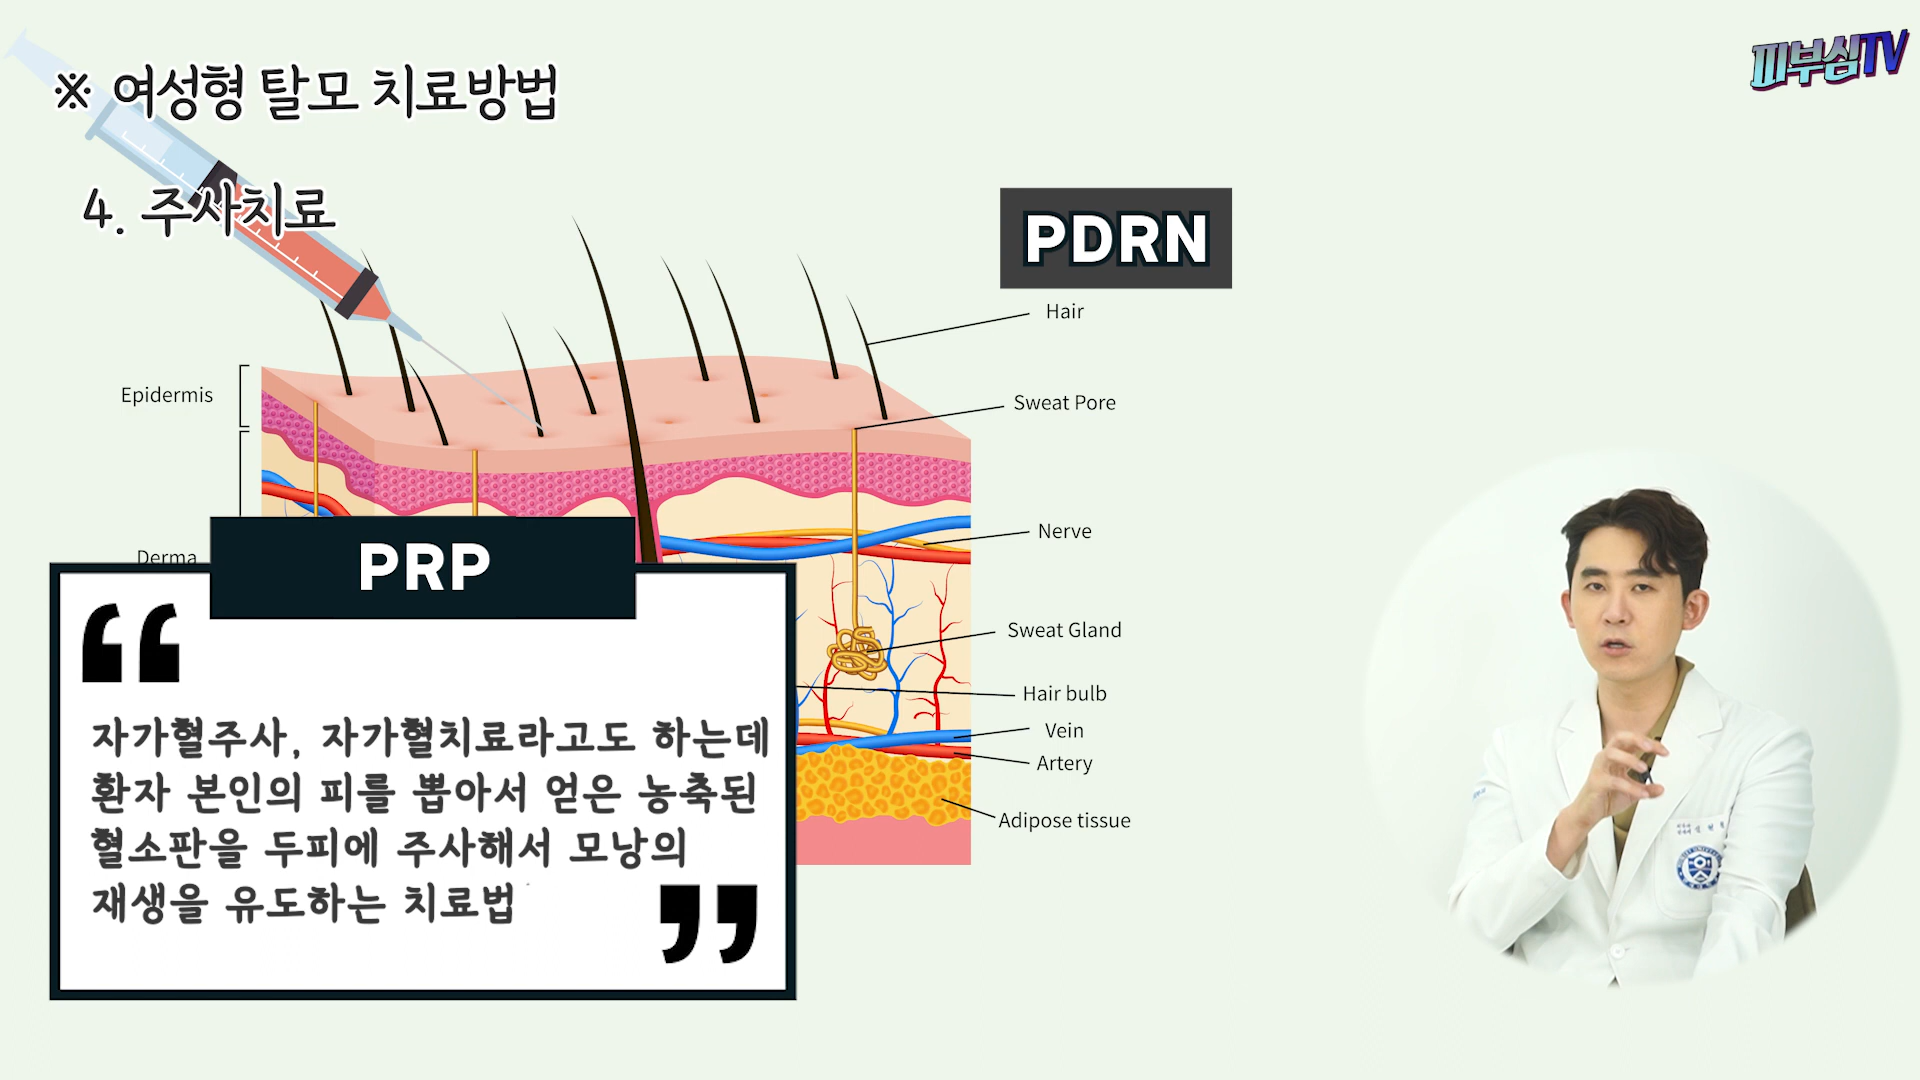 피부심TV
※ 여성형 탈모 치료방법
4. 주사치료
PDRN
Hair
Epidermis
Sweat Pore
Nerve
Derma
PRP
Sweat Gland
Hair bulb
Vein
Artery
Adipose tissue
자가혈주사, 자가혈치료라고도 하는데
환자 본인의 피를 뽑아서 얻은 농축된
혈소판을 두피에 주사해서 모낭의
재생을 유도하는 치료법